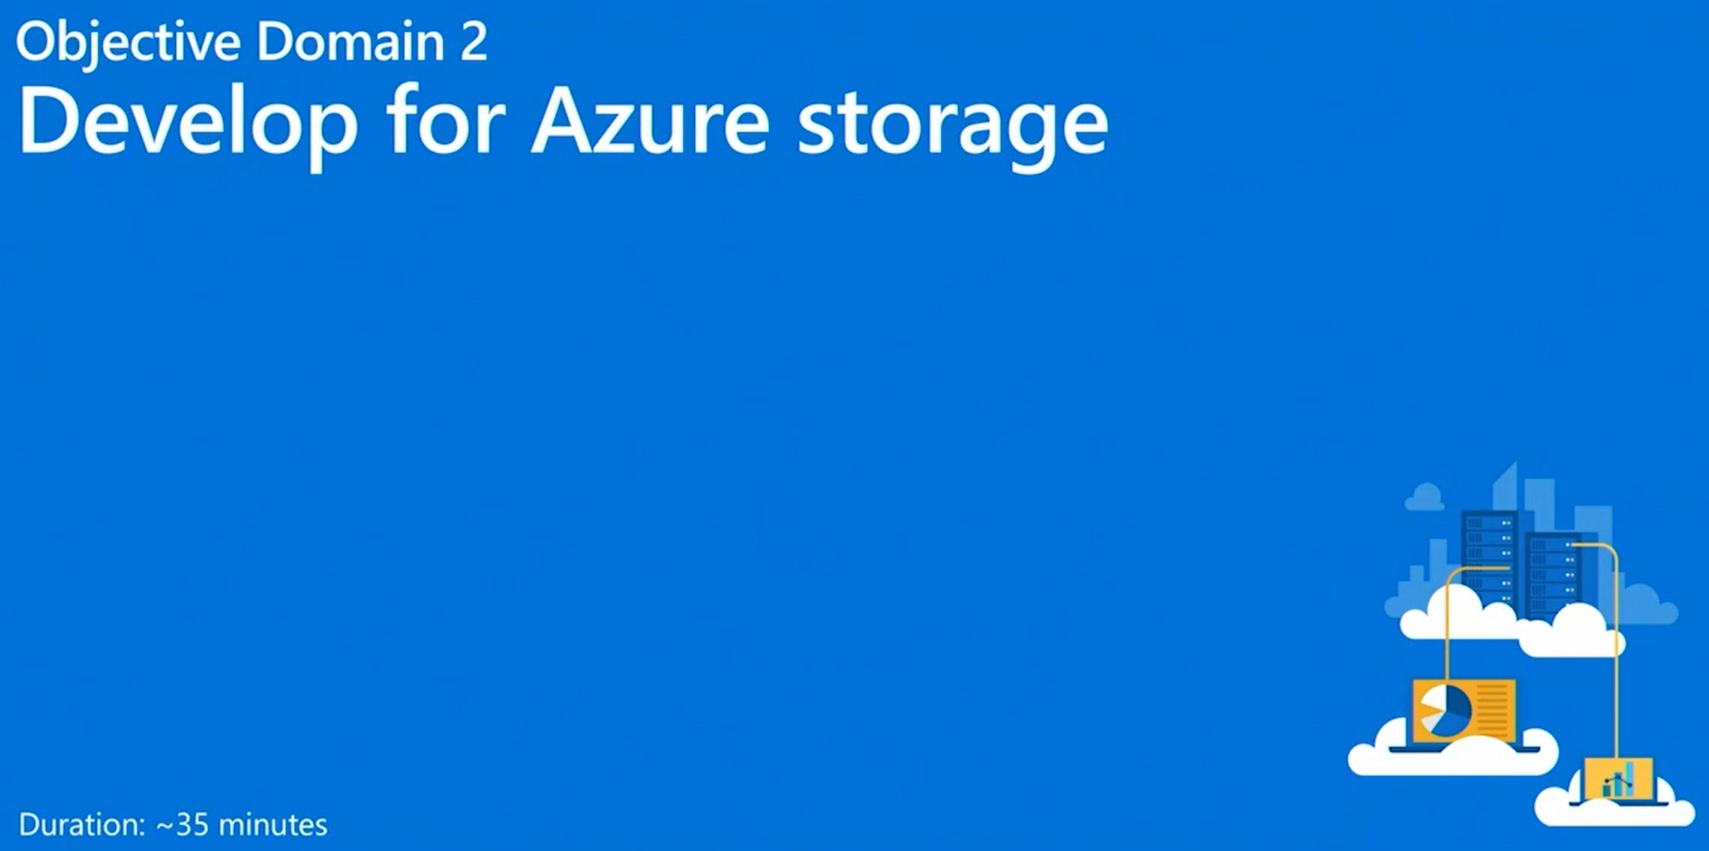 Objective Domain 2
Develop for Azure storage
Duration: ~35 minutes